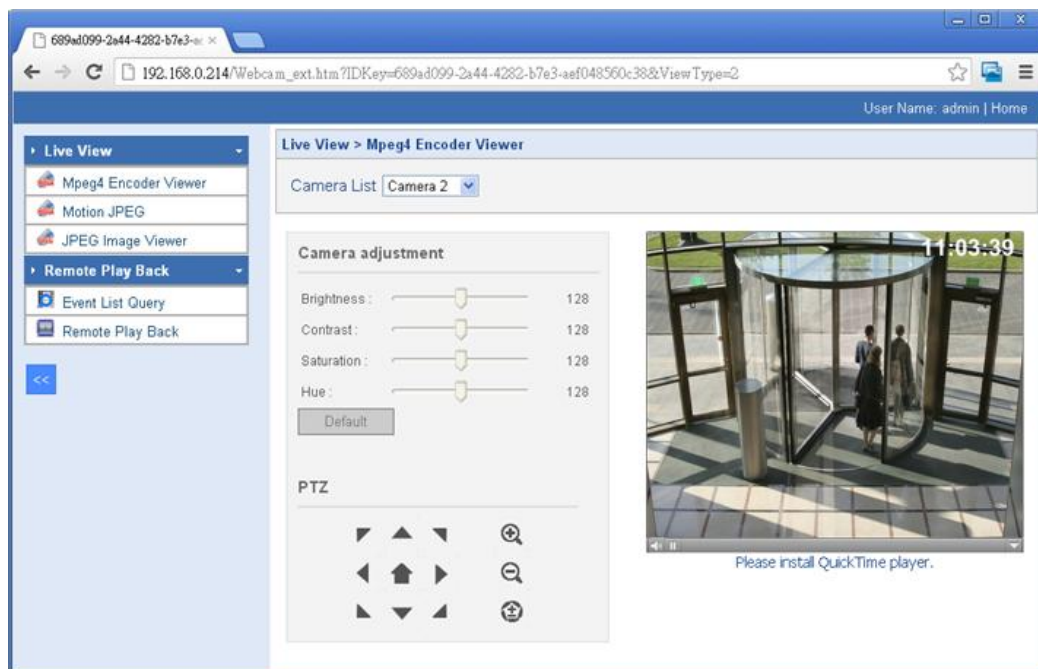 689ad099-2a44-4282-b7e3-ae
192.168.0.214/Webcam_ext.htm?IDKey=689ad099-2a44-4282-b7e3-aef048560c38&ViewType=2
User Name: admin | Home
Live View
Mpeg4 Encoder Viewer
Motion JPEG
JPEG Image Viewer
Remote Play Back
Event List Query
Remote Play Back
<<
Live View > Mpeg4 Encoder Viewer
Camera List Camera 2
Camera adjustment
Brightness : 128
Contrast : 128
Saturation : 128
Hue : 128
Default
PTZ
11:03:39
Please install QuickTime player.